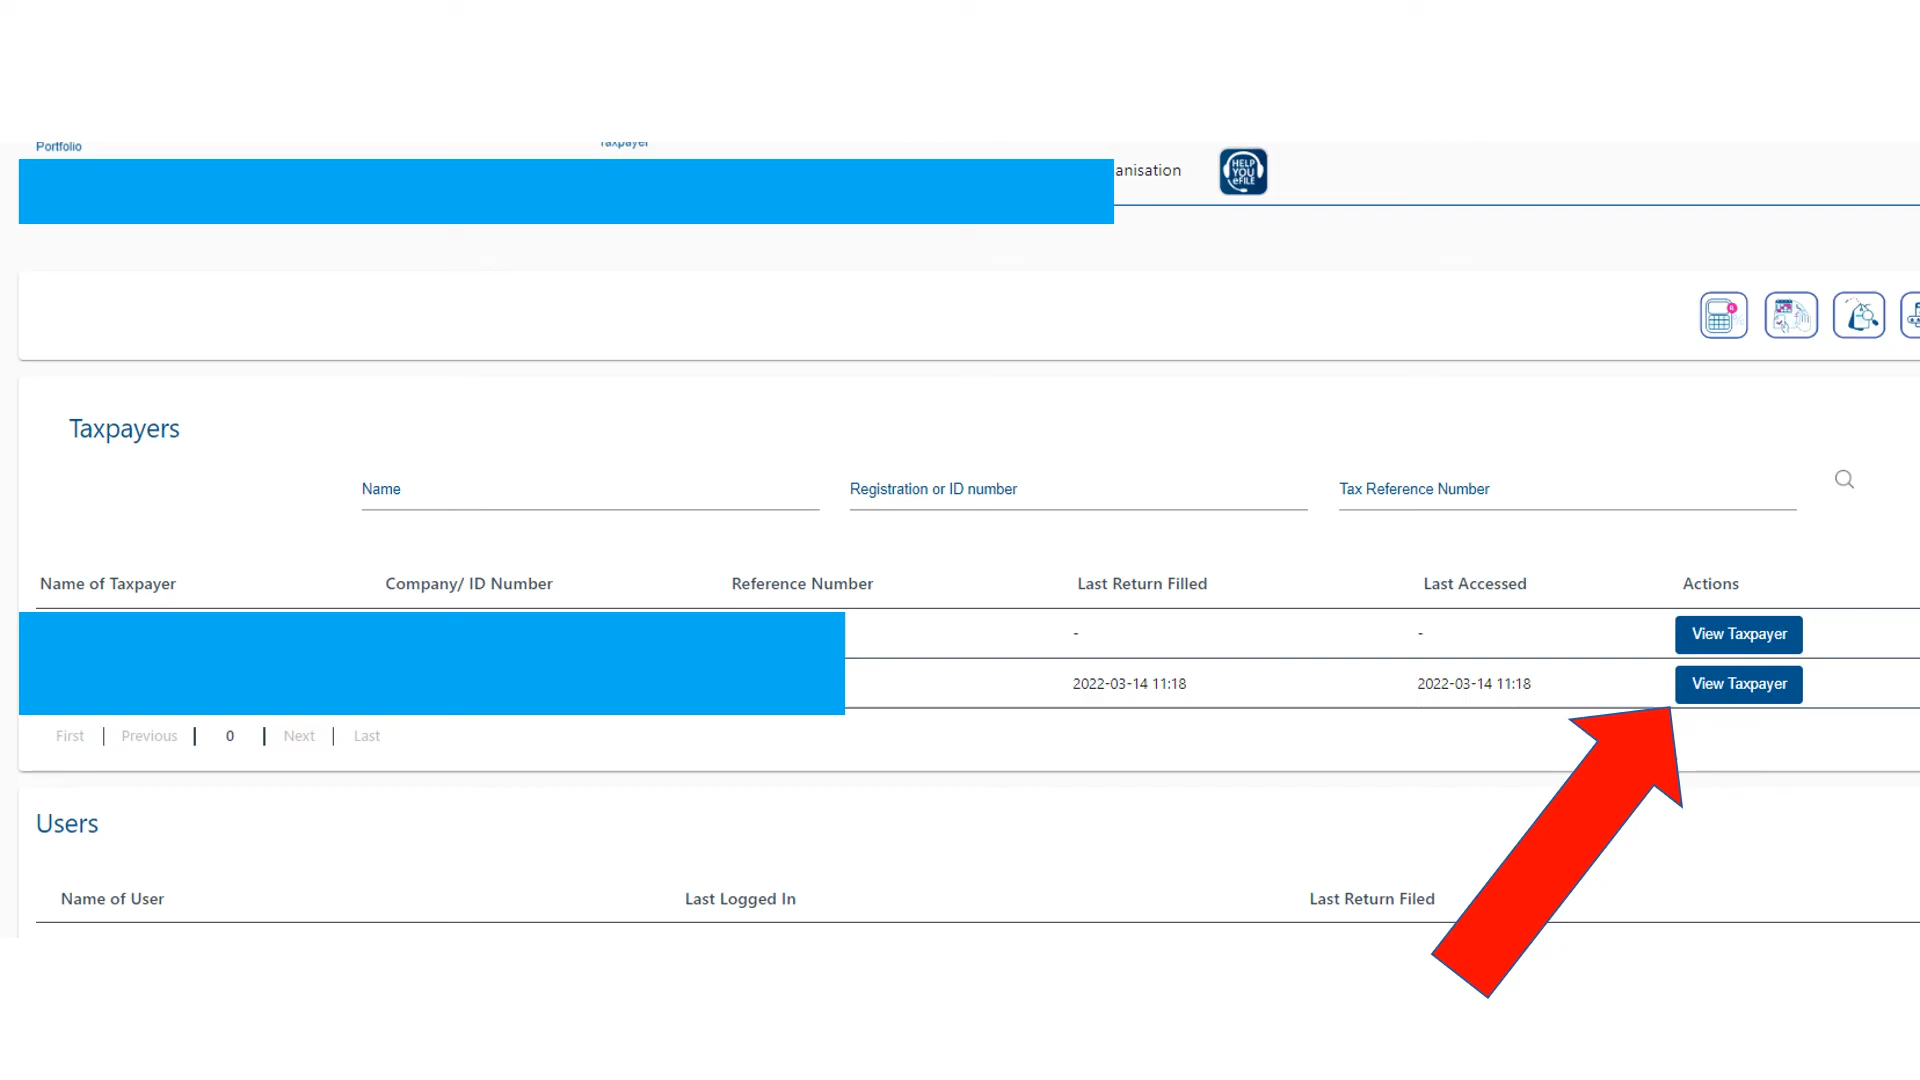 Portfolio Taxpayer
anisation
HELP
YOU
eFILE
Taxpayers
Name Registration or ID number Tax Reference Number
Name of Taxpayer Company/ ID Number Reference Number Last Return Filled Last Accessed Actions
- - View Taxpayer
2022-03-14 11:18 2022-03-14 11:18 View Taxpayer
First | Previous | 0 | Next | Last
Users
Name of User Last Logged In Last Return Filed